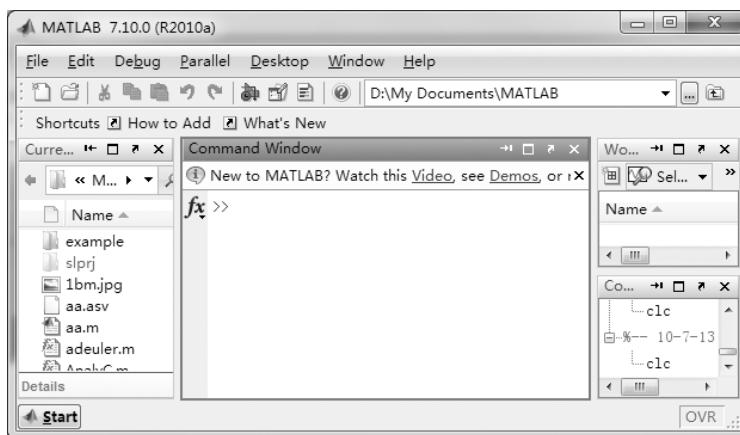 MATLAB 7.10.0 (R2010a)
File Edit Debug Parallel Desktop Window Help
D:\My Documents\MATLAB
Shortcuts How to Add What's New
Curre...
« M...
Name
example
slprj
1bm.jpg
aa.asv
aa.m
adeuler.m
AnalyC.m
Details
Command Window
New to MATLAB? Watch this Video, see Demos, or
fx >>
Wo...
Sel... »
Name
Co...
clc
%-- 10-7-13
clc
Start
OVR